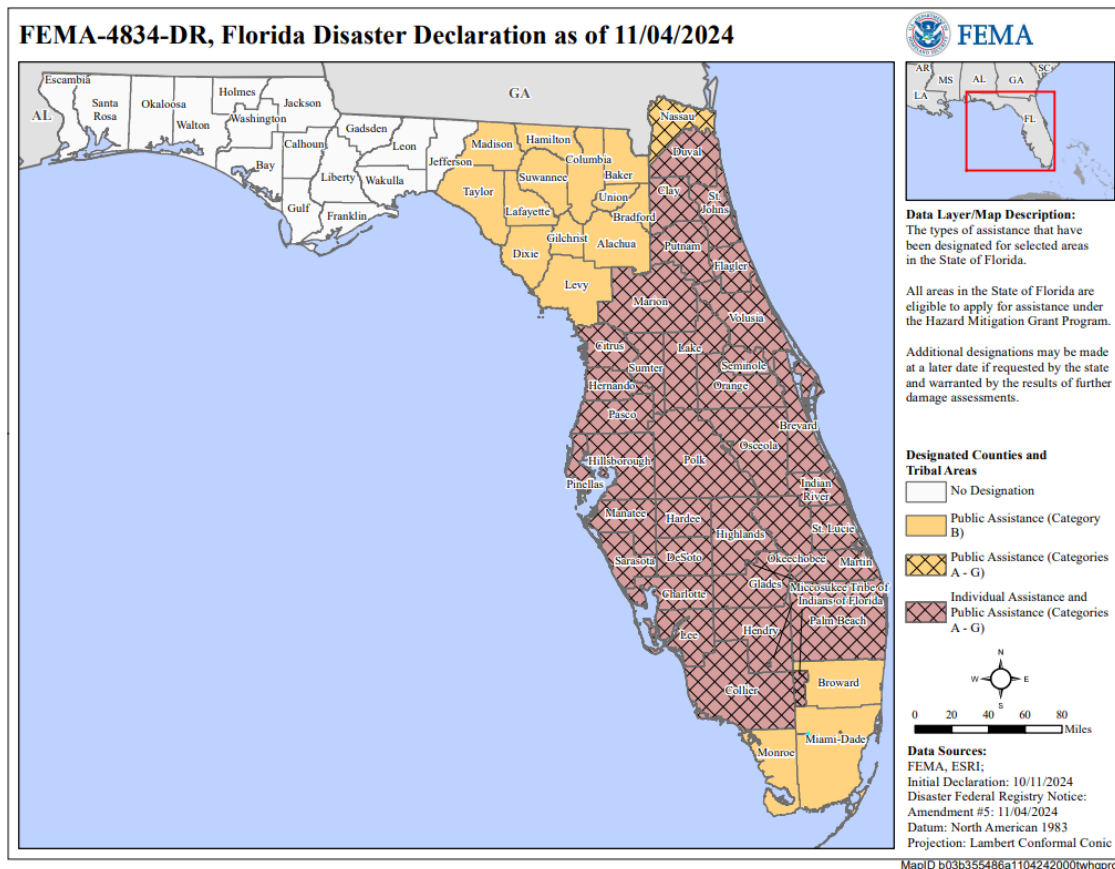 FEMA-4834-DR, Florida Disaster Declaration as of 11/04/2024
FEMA
AL
GA
Escambia
Santa
Rosa
Okaloosa
Walton
Holmes
Washington
Jackson
Bay
Calhoun
Gulf
Gadsden
Liberty
Franklin
Leon
Wakulla
Jefferson
Madison
Taylor
Hamilton
Suwannee
Lafayette
Dixie
Columbia
Baker
Union
Bradford
Gilchrist
Alachua
Levy
Nassau
Duval
Clay
St.
Johns
Putnam
Flagler
Marion
Volusia
Citrus
Sumter
Lake
Seminole
Orange
Hernando
Pasco
Brevard
Osceola
Hillsborough
Polk
Pinellas
Indian
River
Manatee
Hardee
Highlands
St. Lucie
Okeechobee
Sarasota
DeSoto
Martin
Glades
Charlotte
Miccosukee Tribe of
Indians of Florida
Palm Beach
Lee
Hendry
Collier
Broward
Monroe
Miami-Dade
AR
MS
AL
GA
SC
LA
FL
Data Layer/Map Description:
The types of assistance that have
been designated for selected areas
in the State of Florida.
All areas in the State of Florida are
eligible to apply for assistance under
the Hazard Mitigation Grant Program.
Additional designations may be made
at a later date if requested by the state
and warranted by the results of further
damage assessments.
Designated Counties and
Tribal Areas
No Designation
Public Assistance (Category
B)
Public Assistance (Categories
A - G)
Individual Assistance and
Public Assistance (Categories
A - G)
N
W E
S
0 20 40 60 80
Miles
Data Sources:
FEMA, ESRI;
Initial Declaration: 10/11/2024
Disaster Federal Registry Notice:
Amendment #5: 11/04/2024
Datum: North American 1983
Projection: Lambert Conformal Conic
MapID b03b355486a1104242000twhqprc